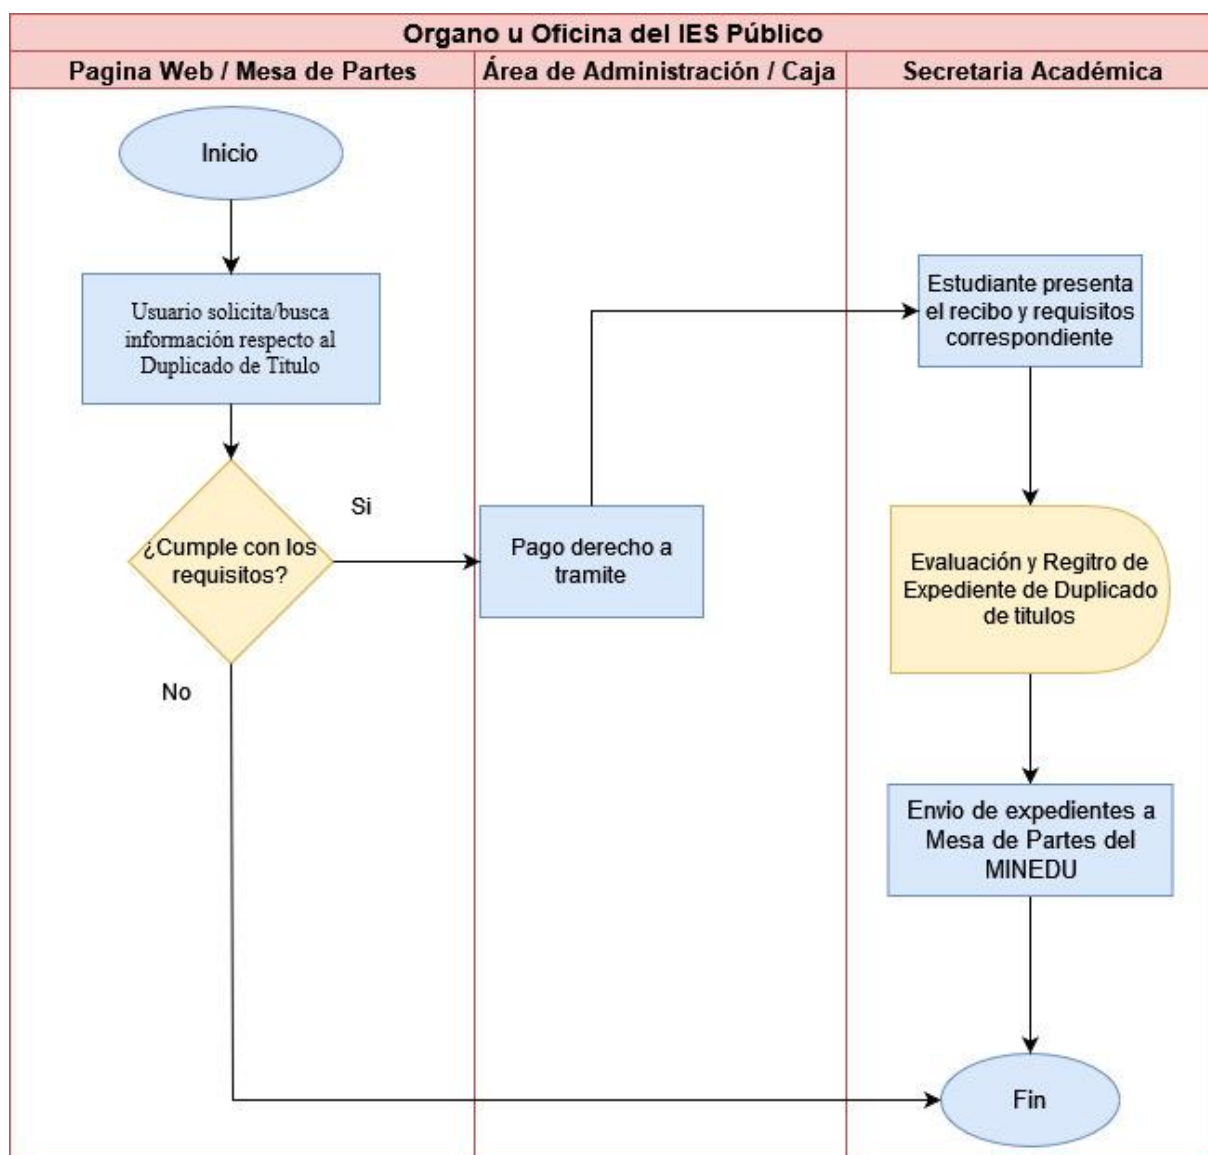 Organo u Oficina del IES Público
Pagina Web / Mesa de Partes
Área de Administración / Caja
Secretaria Académica
Inicio
Usuario solicita/busca
información respecto al
Duplicado de Titulo
¿Cumple con los
requisitos?
Si
No
Pago derecho a
tramite
Estudiante presenta
el recibo y requisitos
correspondiente
Evaluación y Regitro de
Expediente de Duplicado
de titulos
Envio de expedientes a
Mesa de Partes del
MINEDU
Fin